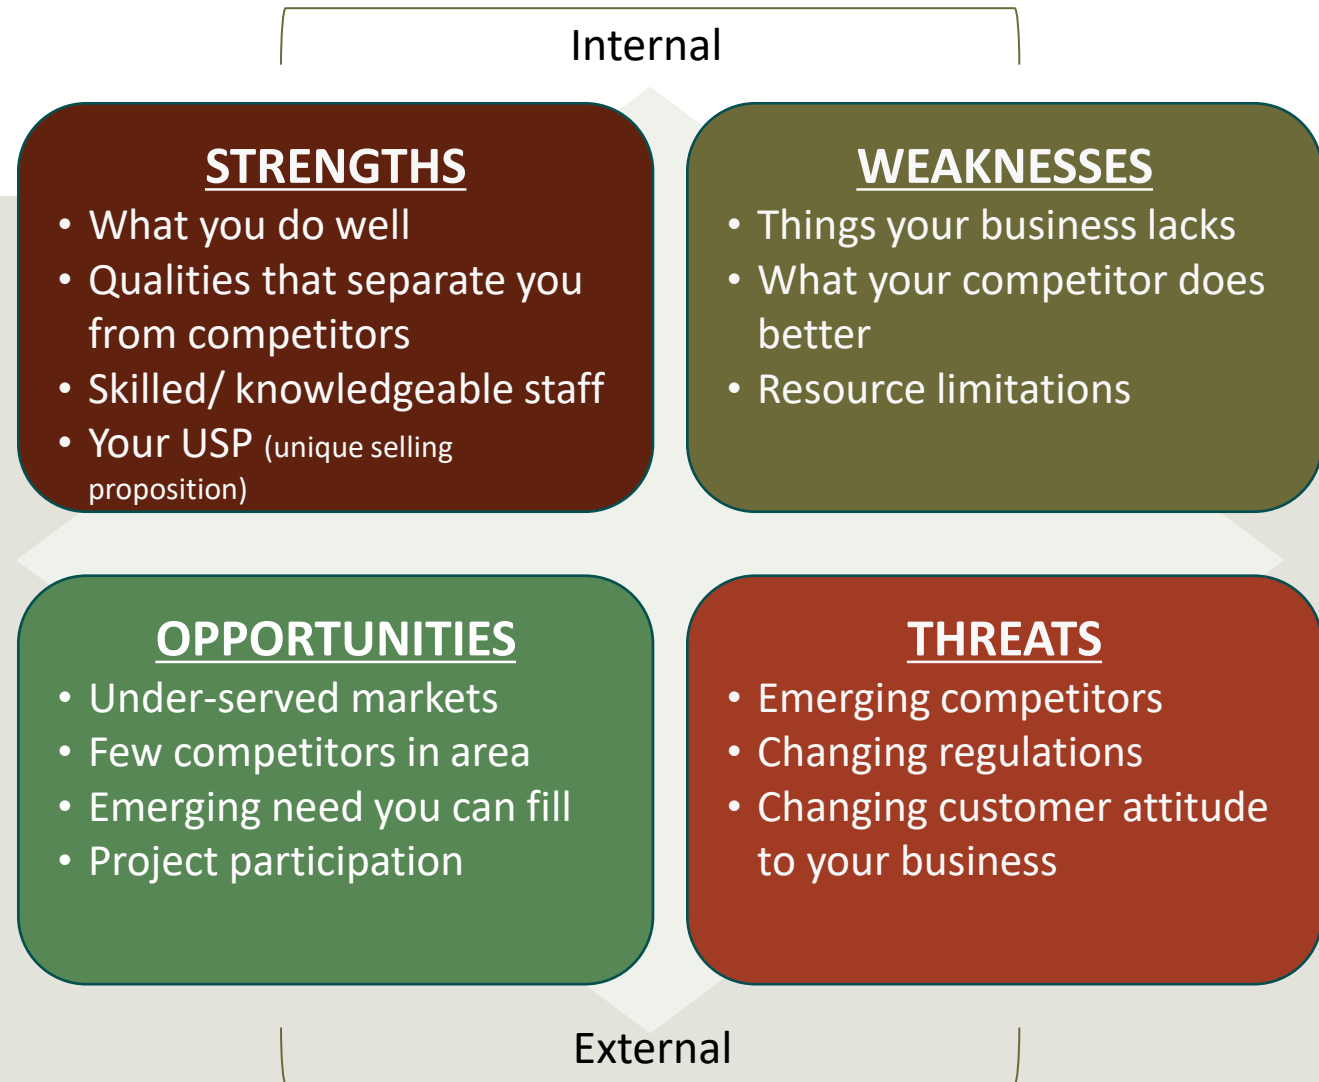 Internal
STRENGTHS
• What you do well
• Qualities that separate you
from competitors
• Skilled/ knowledgeable staff
• Your USP (unique selling
proposition)
WEAKNESSES
• Things your business lacks
• What your competitor does
better
• Resource limitations
OPPORTUNITIES
• Under-served markets
• Few competitors in area
• Emerging need you can fill
• Project participation
THREATS
• Emerging competitors
• Changing regulations
• Changing customer attitude
to your business
External